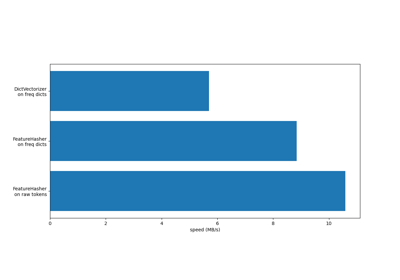 DictVectorizer
on freq dicts
FeatureHasher
on freq dicts
FeatureHasher
on raw tokens
0
2
4
6
8
10
speed (MB/s)